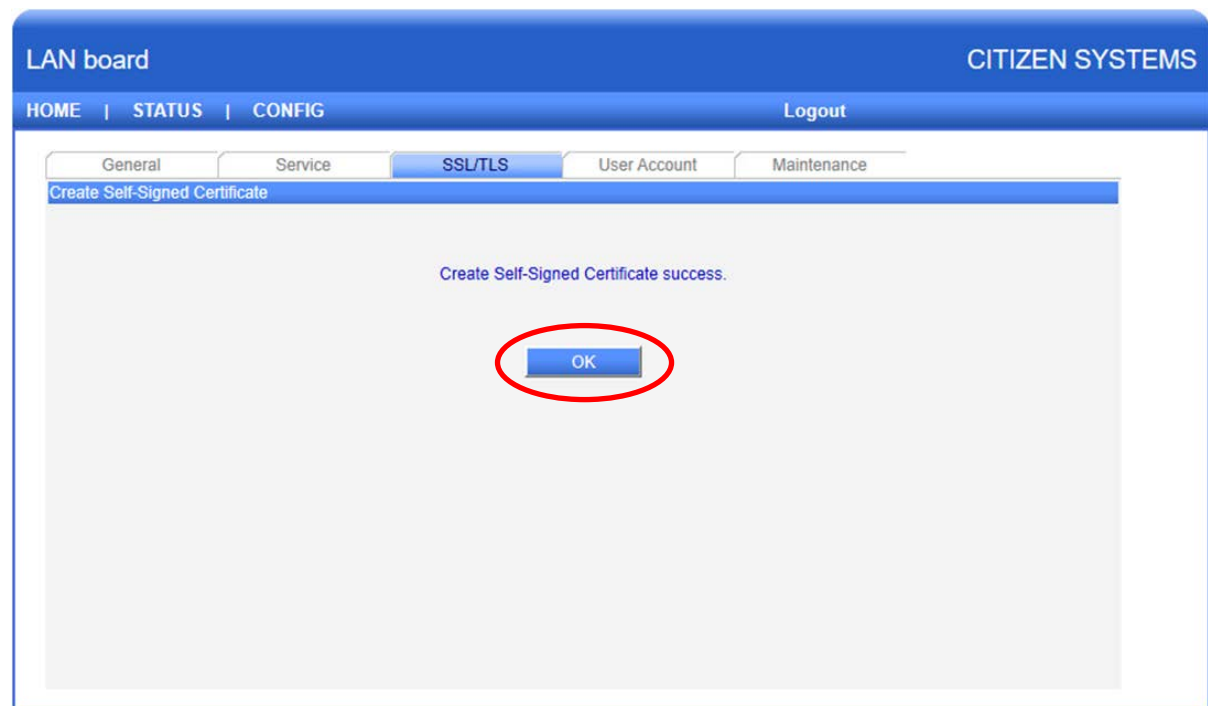 LAN board CITIZEN SYSTEMS
HOME | STATUS | CONFIG Logout
General Service SSL/TLS User Account Maintenance
Create Self-Signed Certificate
Create Self-Signed Certificate success.
OK